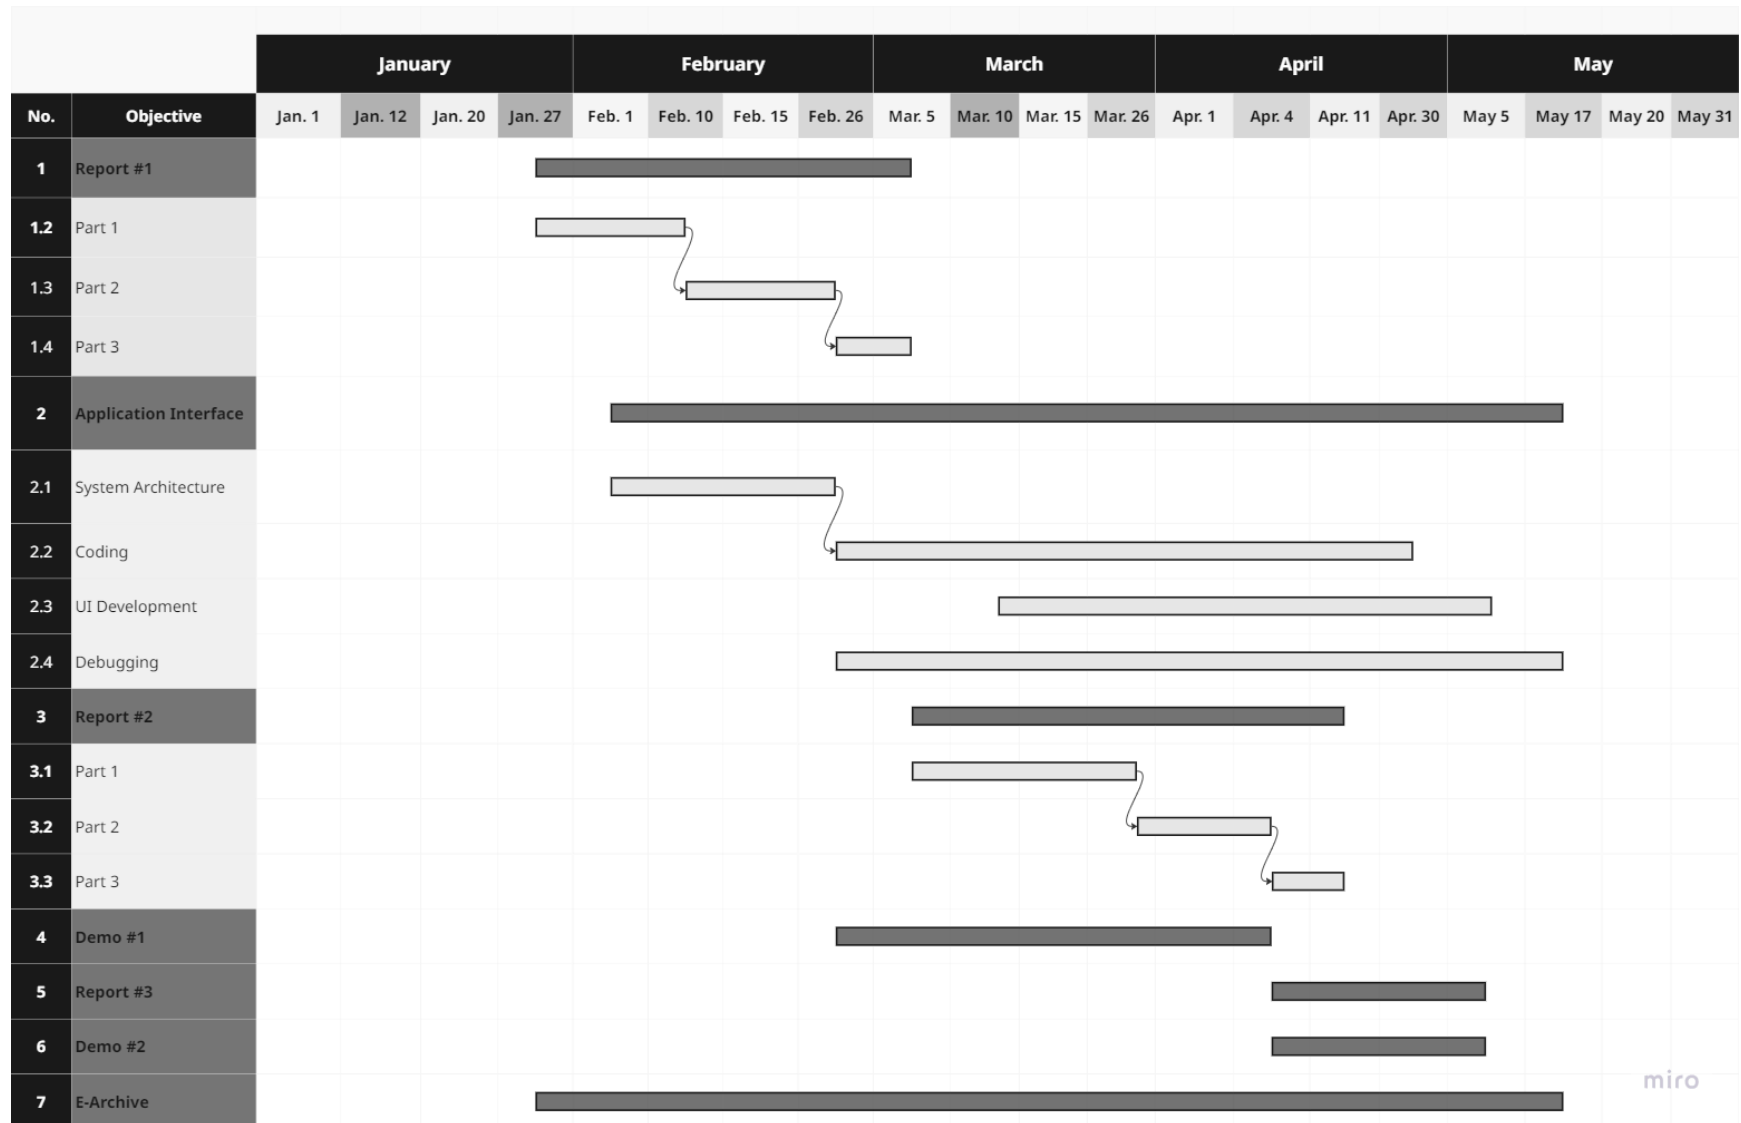 January February March April May
No. Objective Jan. 1 Jan. 12 Jan. 20 Jan. 27 Feb. 1 Feb. 10 Feb. 15 Feb. 26 Mar. 5 Mar. 10 Mar. 15 Mar. 26 Apr. 1 Apr. 4 Apr. 11 Apr. 30 May 5 May 17 May 20 May 31
1 Report #1
1.2 Part 1
1.3 Part 2
1.4 Part 3
2 Application Interface
2.1 System Architecture
2.2 Coding
2.3 UI Development
2.4 Debugging
3 Report #2
3.1 Part 1
3.2 Part 2
3.3 Part 3
4 Demo #1
5 Report #3
6 Demo #2
miro
7 E-Archive